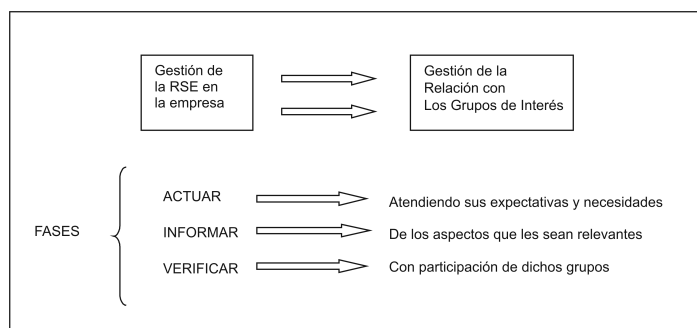 Gestión de
la RSE en
la empresa
Gestión de la
Relación con
Los Grupos de Interés
FASES
ACTUAR
Atendiendo sus expectativas y necesidades
INFORMAR
De los aspectos que les sean relevantes
VERIFICAR
Con participación de dichos grupos